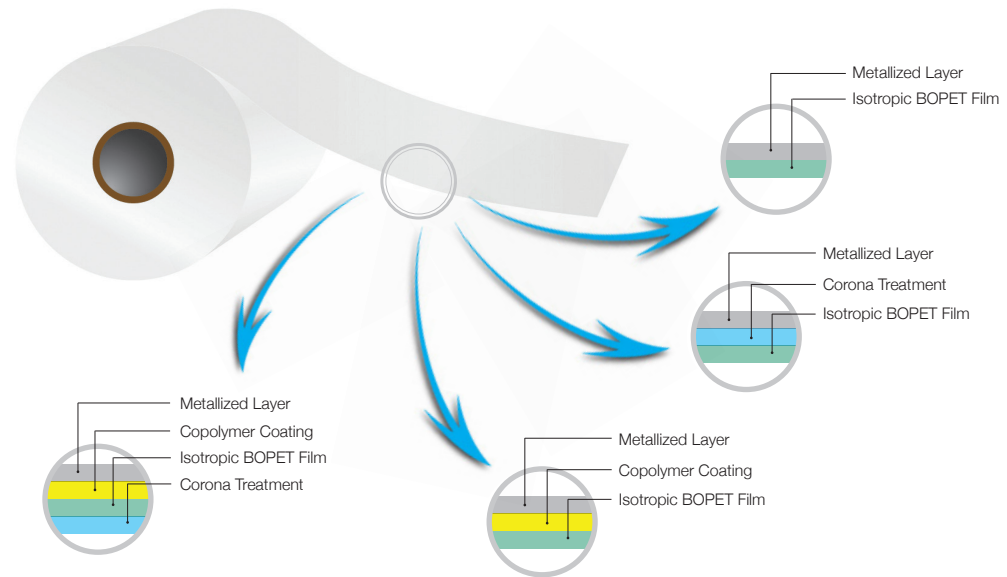 Metallized Layer
Isotropic BOPET Film
Metallized Layer
Corona Treatment
Isotropic BOPET Film
Metallized Layer
Copolymer Coating
Isotropic BOPET Film
Corona Treatment
Metallized Layer
Copolymer Coating
Isotropic BOPET Film